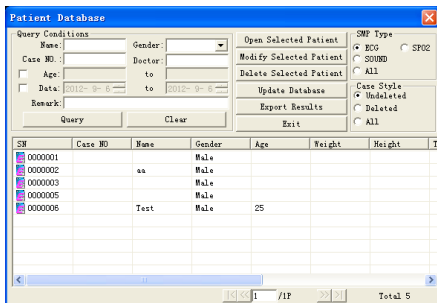 Patient Database
Query Conditions
Name:
Gender:
Case NO.:
Doctor:
Age:
to
to
Data:
2012- 9- 6
to
2012- 9- 6
Remark:
Query
Clear
Open Selected Patient
Modify Selected Patient
Delete Selected Patient
Update Database
Export Results
Exit
SMP Type
ECG
SPO2
SOUND
All
Case Style
Undeleted
Deleted
All
SN Case NO Name Gender Age Weight Height T
0000001 Male
0000002 aa Male
0000003 Male
0000005 Male
0000006 Test Male 25
1 /1P Total 5